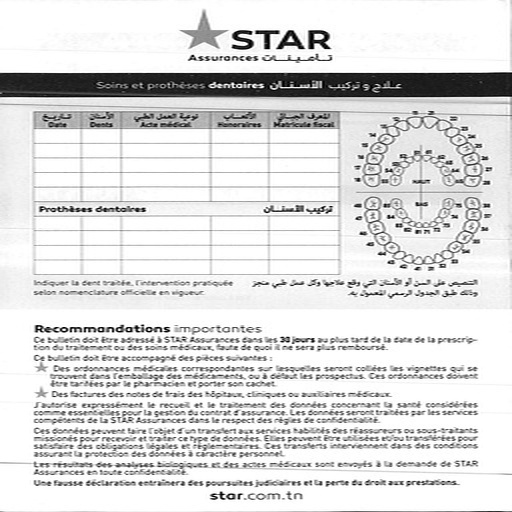 STAR
Assurances تـأمـيـنـات
Soins et prothèses dentaires علاج و تركيب الأسـنـان
تـاريـخ الأسنان نوعية العمل الطبي الأتـعـاب المعرف الجبـائي
Date Dents Acte médical Honoraires Matricule fiscal
Prothèses dentaires تركيب الأسـنـان
HAUT
BAS
Indiquer la dent traitée, l'intervention pratiquée
selon nomenclature officielle en vigueur.
التنصيص على السن أو الأسنان التي وقع علاجها وكل عمل طبي منجز
وذلك طبق الجدول الرسمي المعمول به.
Recommandations importantes
Ce bulletin doit être adressé à STAR Assurances dans les 30 jours au plus tard de la date de la prescrip-
tion du traitement ou des soins médicaux, faute de quoi il ne sera plus remboursé.
Ce bulletin doit être accompagné des pièces suivantes :
Des ordonnances médicales correspondantes sur lesquelles seront collées les vignettes qui se
trouvent dans l'emballage des médicaments, ou à défaut les prospectus. Ces ordonnances doivent
être tarifées par le pharmacien et porter son cachet.
Des factures des notes de frais des hôpitaux, cliniques ou auxiliaires médicaux.
J'autorise expressément le recueil et le traitement des données concernant la santé considérées
comme essentielles pour la gestion du contrat d'assurance. Les données seront traitées par les services
compétents de la STAR Assurances dans le respect des règles de confidentialité.
Ces données peuvent faire l'objet d'un transfert aux services habilités des réassureurs ou sous-traitants
missionnés pour recevoir et traiter ce type de données. Elles peuvent être utilisées et/ou transférées pour
satisfaire des obligations légales et réglementaires. Ces transferts interviennent dans des conditions
assurant la protection des données à caractère personnel.
Les résultats des analyses biologiques et des actes médicaux sont envoyés à la demande de STAR
Assurances en toute confidentialité.
Une fausse déclaration entraînera des poursuites judiciaires et la perte du droit aux prestations.
star.com.tn